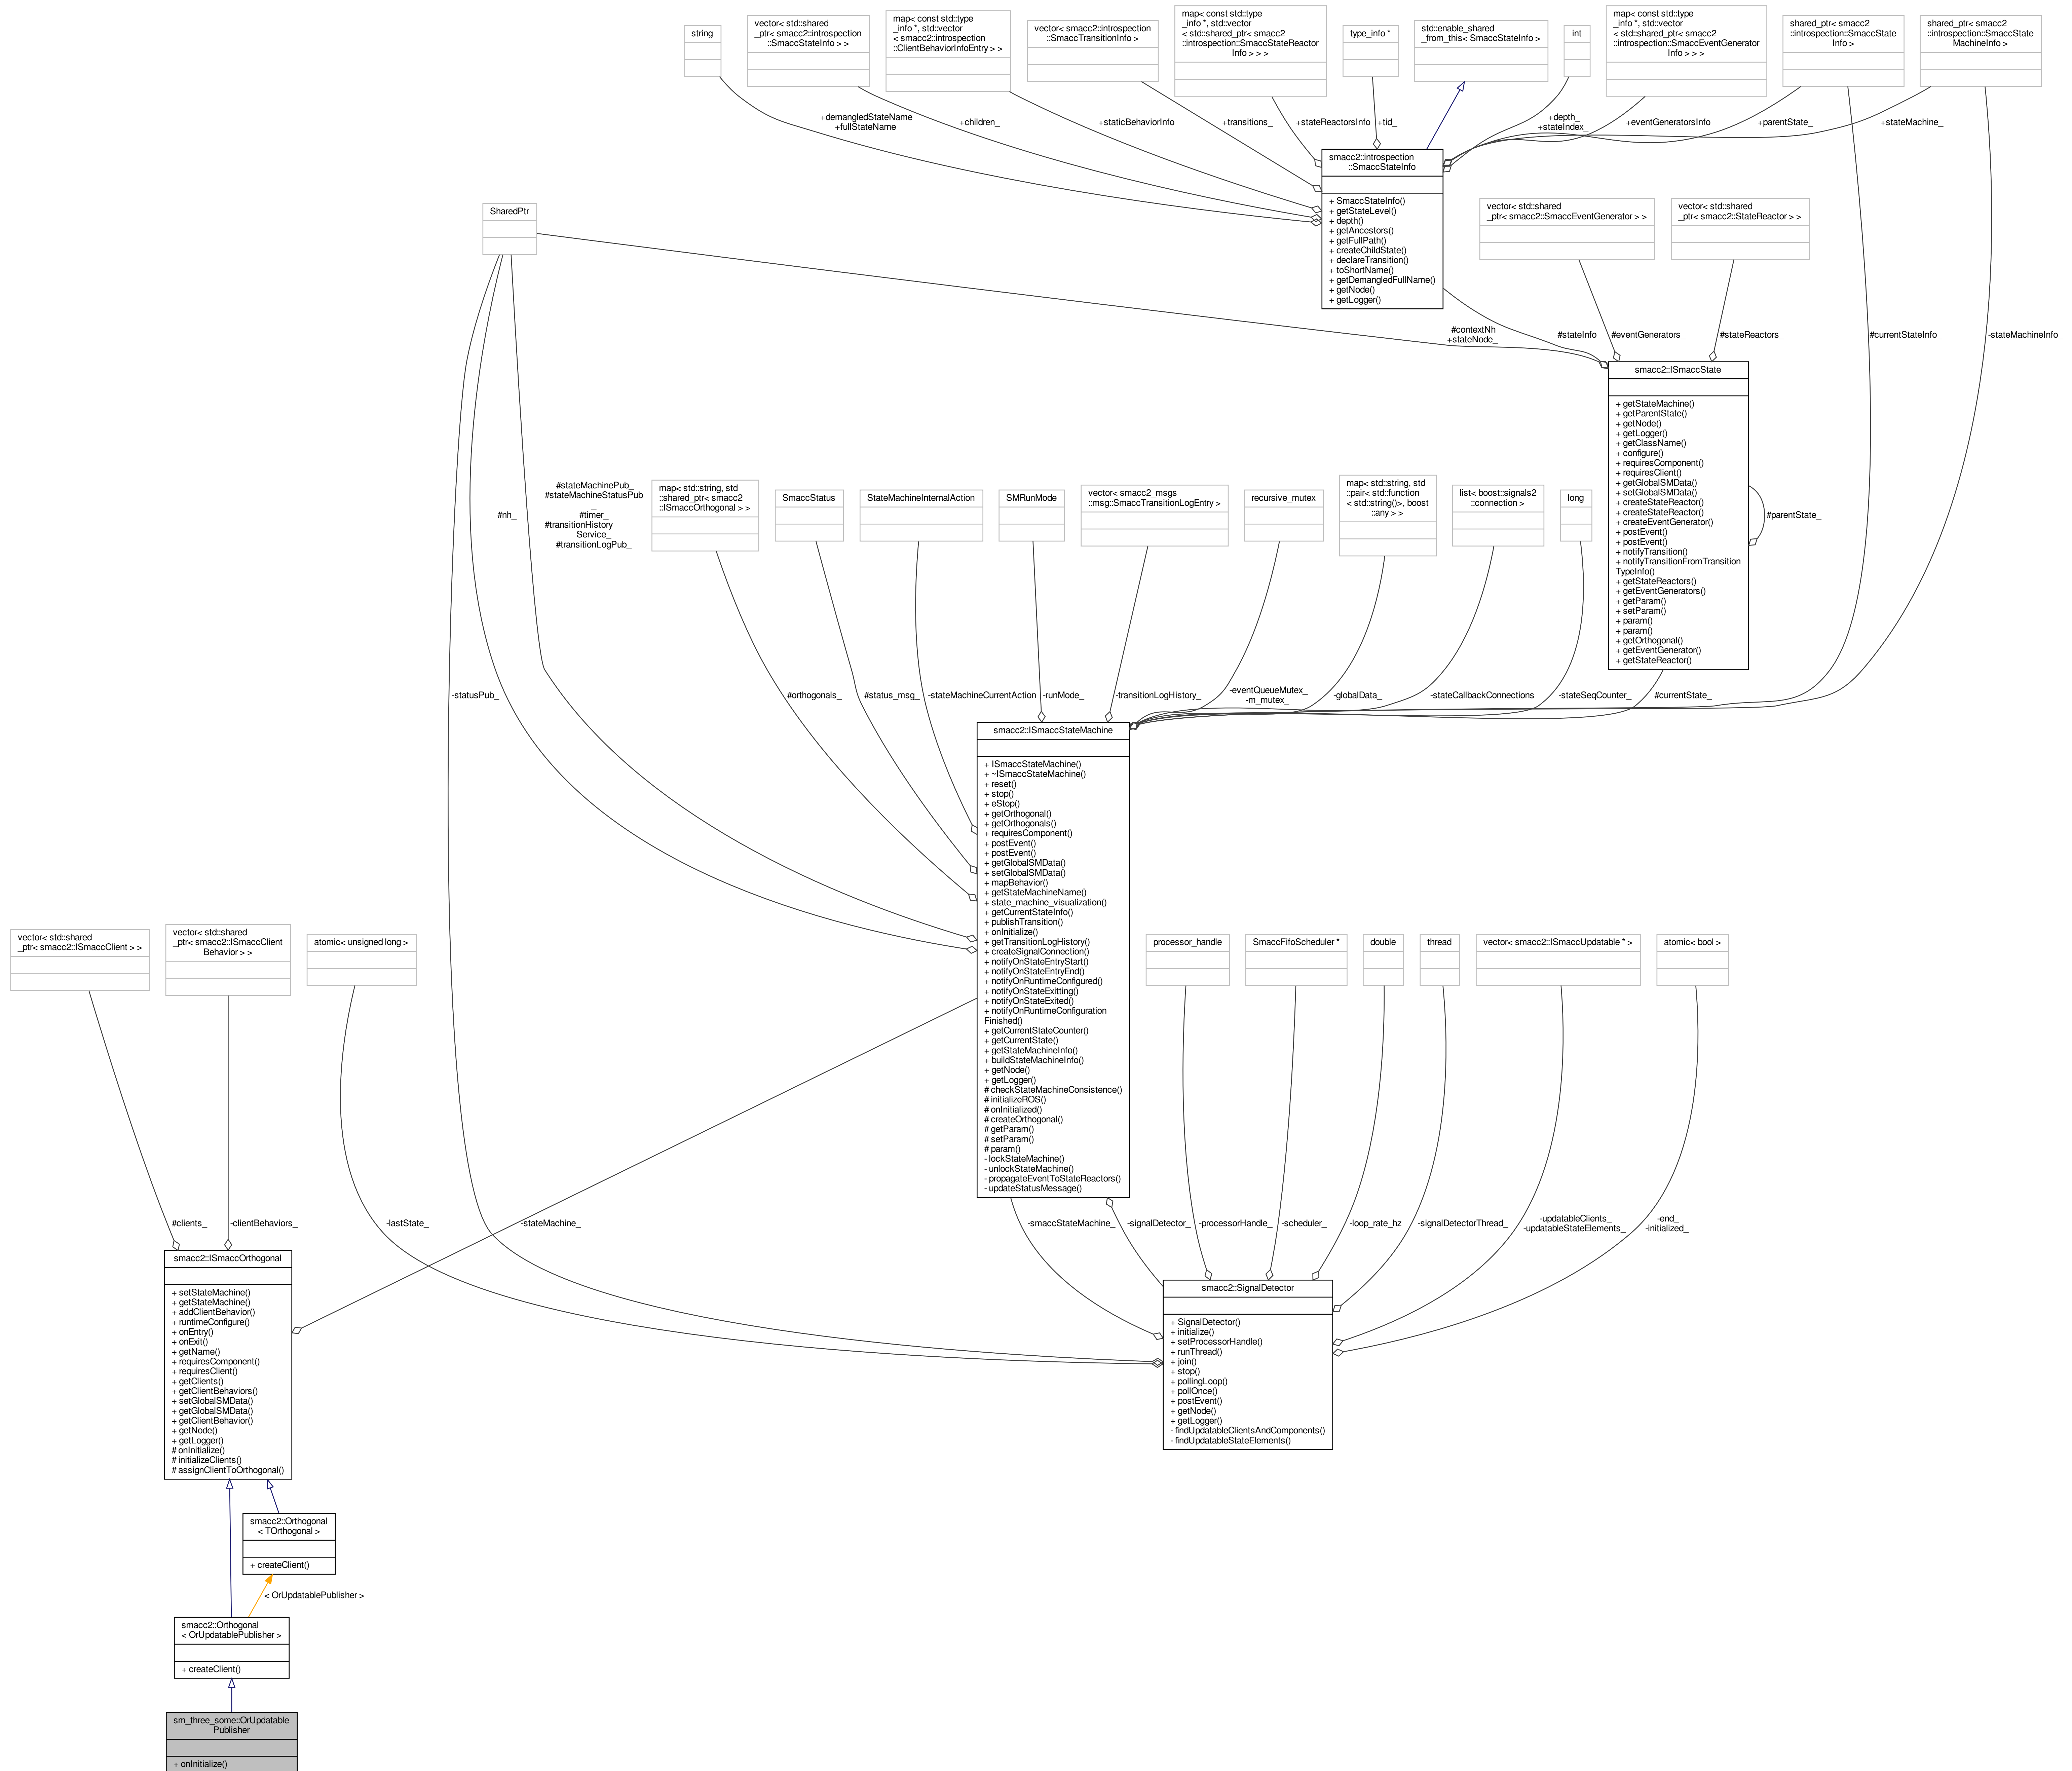 string
vector< std::shared
_ptr< smacc2::introspection
::SmaccStateInfo > >
map< const std::type
_info *, std::vector
< smacc2::introspection
::ClientBehaviorInfoEntry > >
vector< smacc2::introspection
::SmaccTransitionInfo >
map< const std::type
_info *, std::vector
< std::shared_ptr< smacc2
::introspection::SmaccStateReactor
Info > > >
type_info *
std::enable_shared
_from_this< SmaccStateInfo >
int
map< const std::type
_info *, std::vector
< std::shared_ptr< smacc2
::introspection::SmaccEventGenerator
Info > > >
shared_ptr< smacc2
::introspection::SmaccState
Info >
shared_ptr< smacc2
::introspection::SmaccState
MachineInfo >
+demangledStateName
+fullStateName
+children_
+staticBehaviorInfo
+transitions_
+stateReactorsInfo
+tid_
+depth_
+stateIndex_
+eventGeneratorsInfo
+parentState_
+stateMachine_
smacc2::introspection
::SmaccStateInfo
+ SmaccStateInfo()
+ getStateLevel()
+ depth()
+ getAncestors()
+ getFullPath()
+ createChildState()
+ declareTransition()
+ toShortName()
+ getDemangledFullName()
+ getNode()
+ getLogger()
SharedPtr
vector< std::shared
_ptr< smacc2::SmaccEventGenerator > >
vector< std::shared
_ptr< smacc2::StateReactor > >
#contextNh
+stateNode_
#stateInfo_
#eventGenerators_
#stateReactors_
#currentStateInfo_
-stateMachineInfo_
smacc2::ISmaccState
+ getStateMachine()
+ getParentState()
+ getNode()
+ getLogger()
+ getClassName()
+ configure()
+ requiresComponent()
+ requiresClient()
+ getGlobalSMData()
+ setGlobalSMData()
+ createStateReactor()
+ createStateReactor()
+ createEventGenerator()
+ postEvent()
+ postEvent()
+ notifyTransition()
+ notifyTransitionFromTransition
TypeInfo()
+ getStateReactors()
+ getEventGenerators()
+ getParam()
+ setParam()
+ param()
+ param()
+ getOrthogonal()
+ getEventGenerator()
+ getStateReactor()
#parentState_
#nh_
#stateMachinePub_
#stateMachineStatusPub
_
#timer_
#transitionHistory
Service_
#transitionLogPub_
map< std::string, std
::shared_ptr< smacc2
::ISmaccOrthogonal > >
SmaccStatus
StateMachineInternalAction
SMRunMode
vector< smacc2_msgs
::msg::SmaccTransitionLogEntry >
recursive_mutex
map< std::string, std
::pair< std::function
< std::string()>, boost
::any > >
list< boost::signals2
::connection >
long
-statusPub_
#orthogonals_
#status_msg_
-stateMachineCurrentAction
-runMode_
-transitionLogHistory_
-eventQueueMutex_
-m_mutex_
-globalData_
-stateCallbackConnections
-stateSeqCounter_
#currentState_
smacc2::ISmaccStateMachine
+ ISmaccStateMachine()
+ ~ISmaccStateMachine()
+ reset()
+ stop()
+ eStop()
+ getOrthogonal()
+ getOrthogonals()
+ requiresComponent()
+ postEvent()
+ postEvent()
+ getGlobalSMData()
+ setGlobalSMData()
+ mapBehavior()
+ getStateMachineName()
+ state_machine_visualization()
+ getCurrentStateInfo()
+ publishTransition()
+ onInitialize()
+ getTransitionLogHistory()
+ createSignalConnection()
+ notifyOnStateEntryStart()
+ notifyOnStateEntryEnd()
+ notifyOnRuntimeConfigured()
+ notifyOnStateExitting()
+ notifyOnStateExited()
+ notifyOnRuntimeConfiguration
Finished()
+ getCurrentStateCounter()
+ getCurrentState()
+ getStateMachineInfo()
+ buildStateMachineInfo()
+ getNode()
+ getLogger()
# checkStateMachineConsistence()
# initializeROS()
# onInitialized()
# createOrthogonal()
# getParam()
# setParam()
# param()
- lockStateMachine()
- unlockStateMachine()
- propagateEventToStateReactors()
- updateStatusMessage()
vector< std::shared
_ptr< smacc2::ISmaccClient > >
vector< std::shared
_ptr< smacc2::ISmaccClient
Behavior > >
atomic< unsigned long >
processor_handle
SmaccFifoScheduler *
double
thread
vector< smacc2::ISmaccUpdatable * >
atomic< bool >
#clients_
-clientBehaviors_
-lastState_
-stateMachine_
-smaccStateMachine_
-signalDetector_
-processorHandle_
-scheduler_
-loop_rate_hz
-signalDetectorThread_
-updatableClients_
-updatableStateElements_
-end_
-initialized_
smacc2::ISmaccOrthogonal
+ setStateMachine()
+ getStateMachine()
+ addClientBehavior()
+ runtimeConfigure()
+ onEntry()
+ onExit()
+ getName()
+ requiresComponent()
+ requiresClient()
+ getClients()
+ getClientBehaviors()
+ setGlobalSMData()
+ getGlobalSMData()
+ getClientBehavior()
+ getNode()
+ getLogger()
# onInitialize()
# initializeClients()
# assignClientToOrthogonal()
smacc2::SignalDetector
+ SignalDetector()
+ initialize()
+ setProcessorHandle()
+ runThread()
+ join()
+ stop()
+ pollingLoop()
+ pollOnce()
+ postEvent()
+ getNode()
+ getLogger()
- findUpdatableClientsAndComponents()
- findUpdatableStateElements()
smacc2::Orthogonal
< TOrthogonal >
+ createClient()
< OrUpdatablePublisher >
smacc2::Orthogonal
< OrUpdatablePublisher >
+ createClient()
sm_three_some::OrUpdatable
Publisher
+ onInitialize()